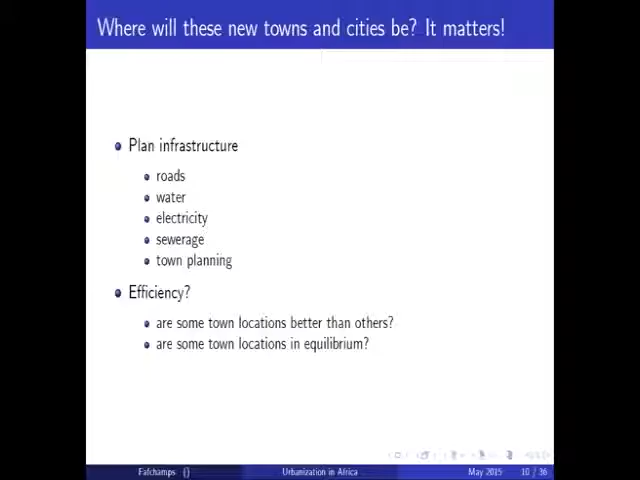 Where will these new towns and cities be? It matters!
Plan infrastructure
roads
water
electricity
sewerage
town planning
Efficiency?
are some town locations better than others?
are some town locations in equilibrium?
Fafchamps () Urbanization in Africa May 2015 10 / 36